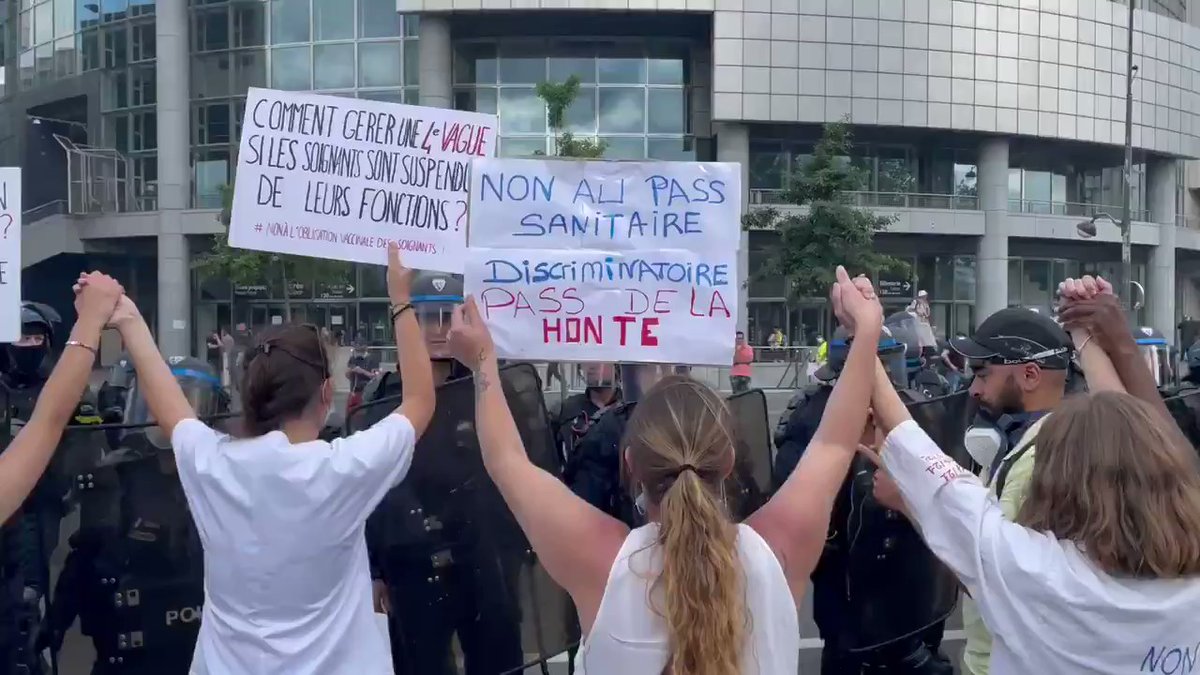 COMMENT GERER UNE 4e VAGUE
SI LES SOIGNANTS SONT SUSPENDU
DE LEURS FONCTIONS?
# NON À L'OBLIGATION VACCINALE DES SOIGNANTS !
NON AU PASS
SANITAIRE
DISCRIMINATOIRE
PASS DE LA
HONTE
NON